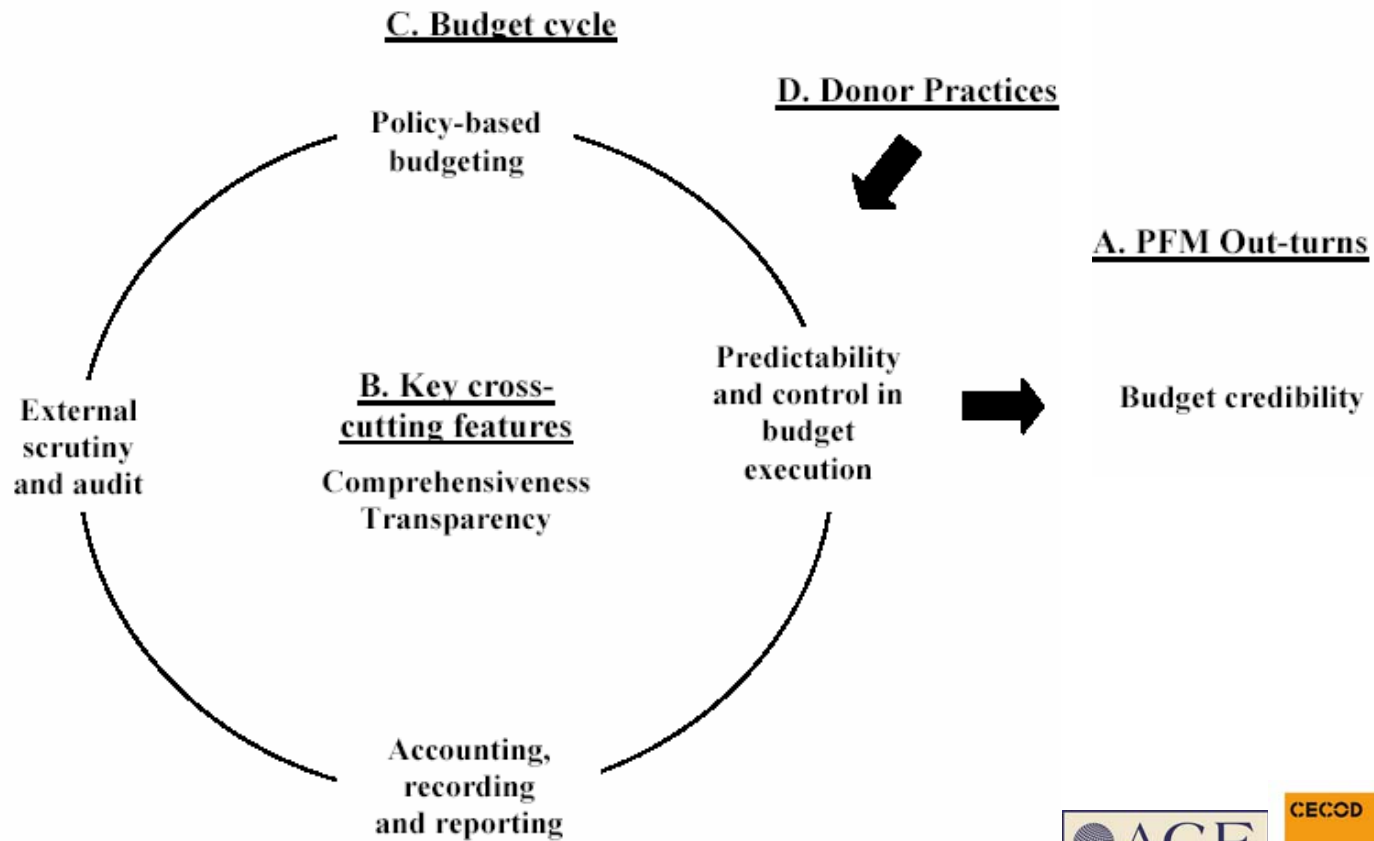 C. Budget cycle
D. Donor Practices
Policy-based
budgeting
A. PFM Out-turns
Predictability
and control in
budget
execution
Budget credibility
B. Key cross-
cutting features
Comprehensiveness
Transparency
External
scrutiny
and audit
Accounting,
recording
and reporting
CECOD